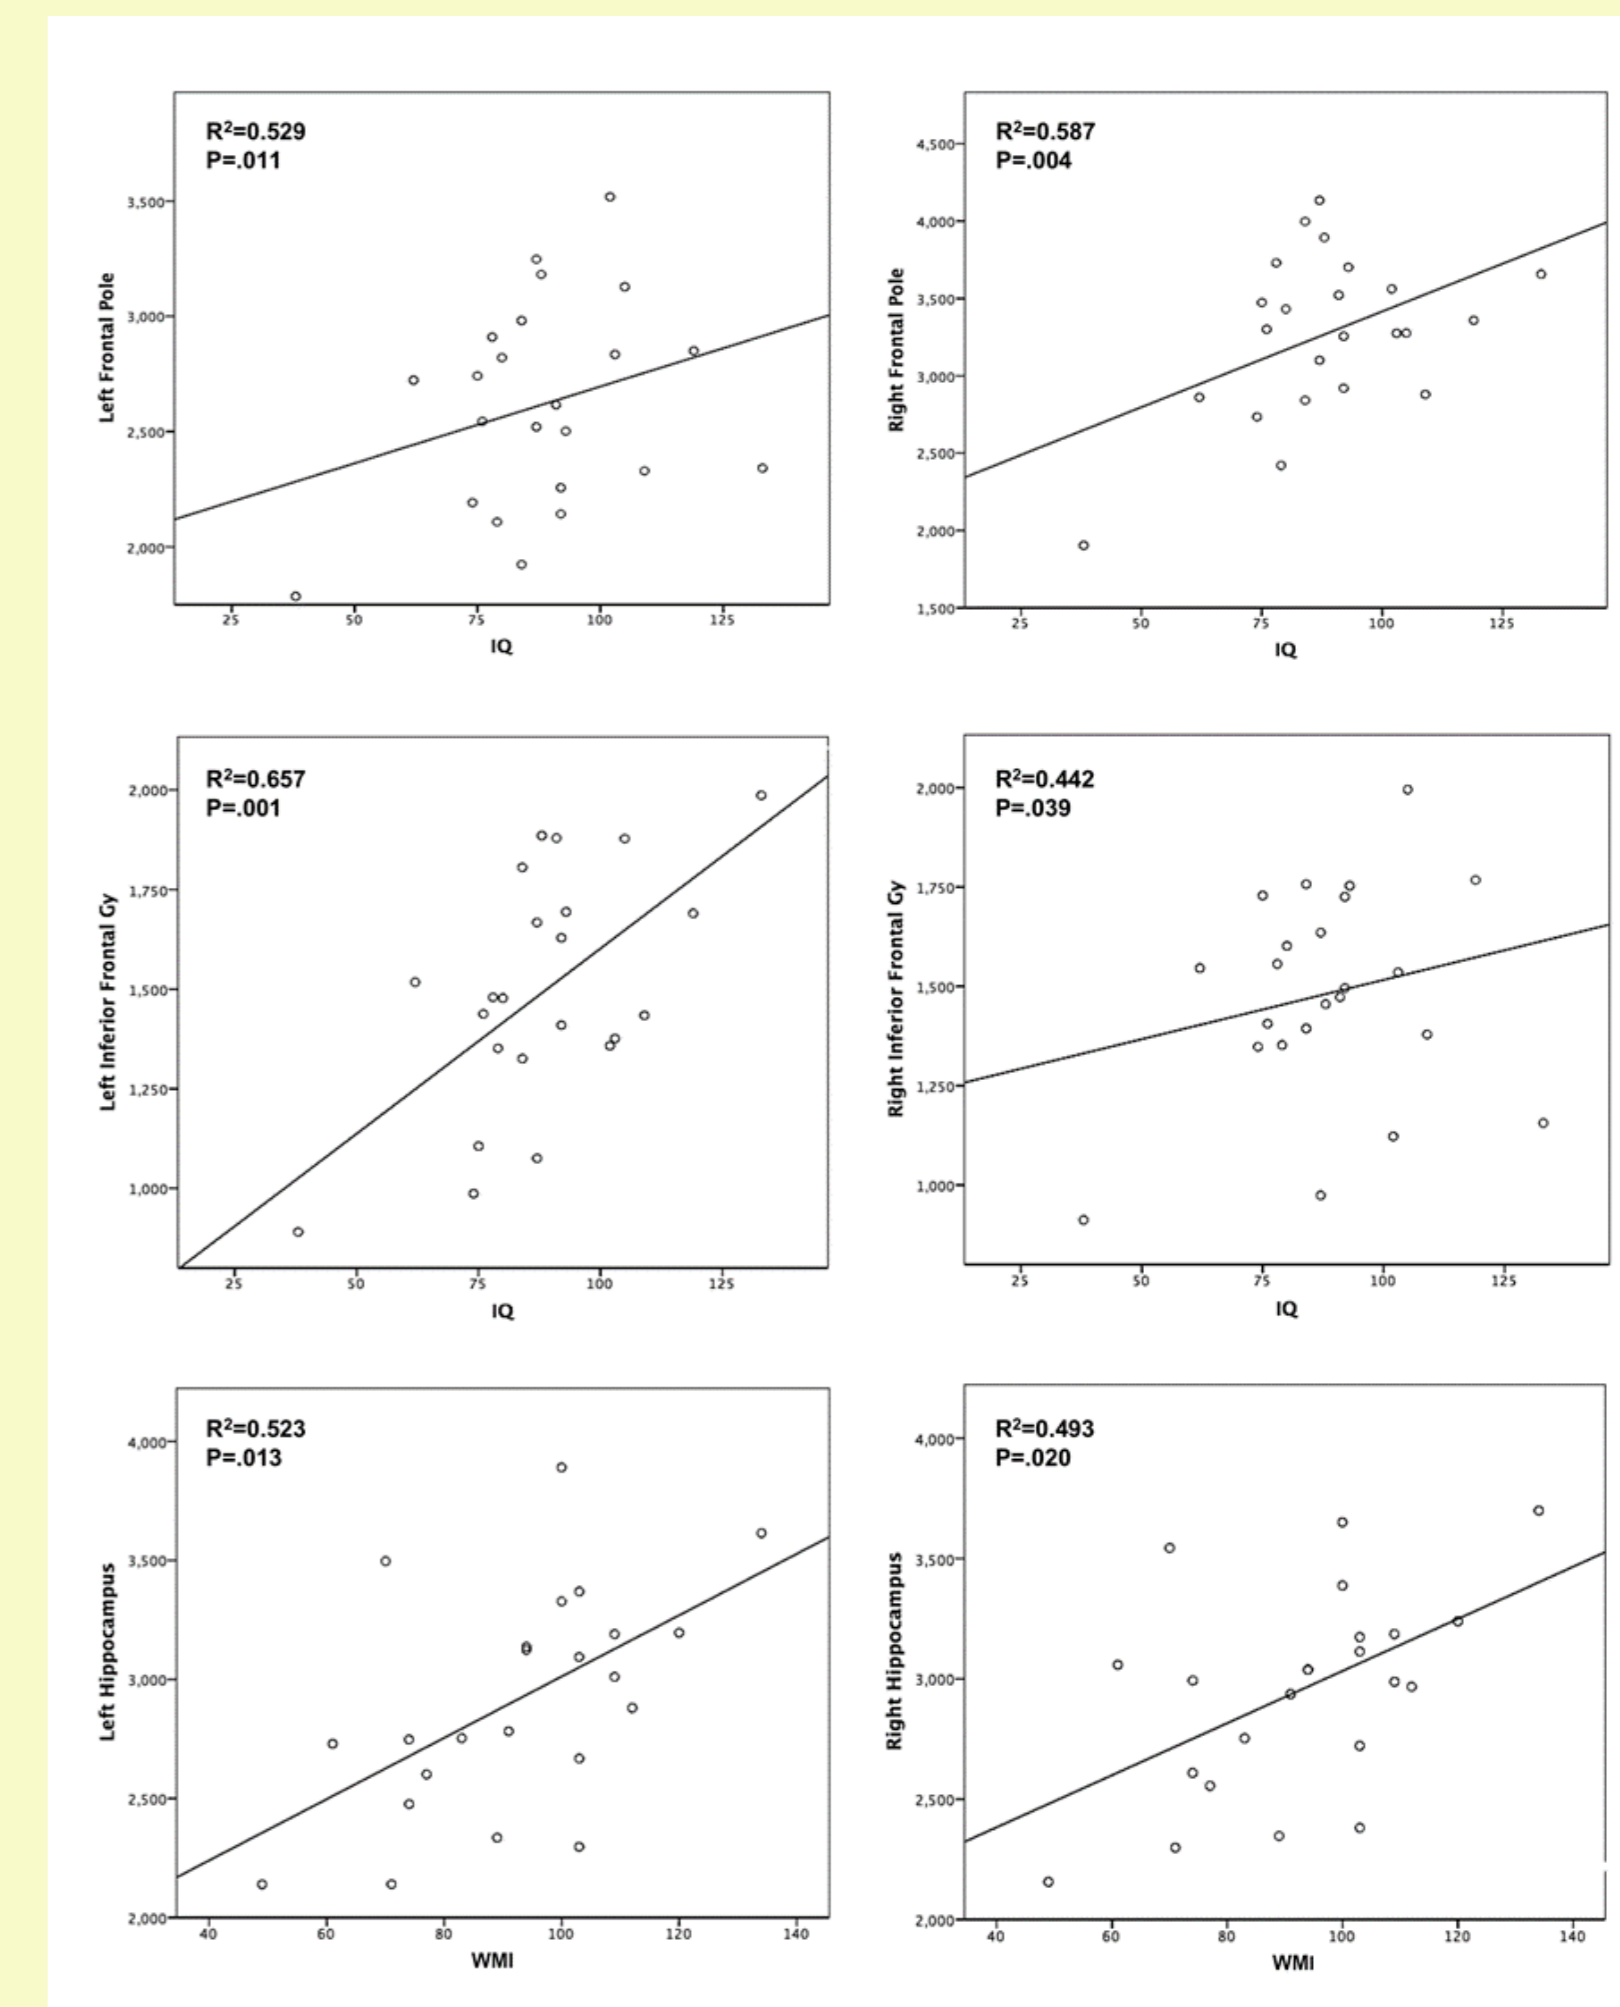 R²=0.529
P=.011
3,500
3,000
2,500
2,000
Left Frontal Pole
25 50 75 100 125
IQ
R²=0.587
P=.004
4,500
4,000
3,500
3,000
2,500
2,000
1,500
Right Frontal Pole
25 50 75 100 125
IQ
R²=0.657
P=.001
2,000
1,750
1,500
1,250
1,000
Left Inferior Frontal Gy
25 50 75 100 125
IQ
R²=0.442
P=.039
2,000
1,750
1,500
1,250
1,000
Right Inferior Frontal Gy
25 50 75 100 125
IQ
R²=0.523
P=.013
4,000
3,500
3,000
2,500
2,000
Left Hippocampus
40 60 80 100 120 140
WMI
R²=0.493
P=.020
4,000
3,500
3,000
2,500
2,000
Right Hippocampus
40 60 80 100 120 140
WMI